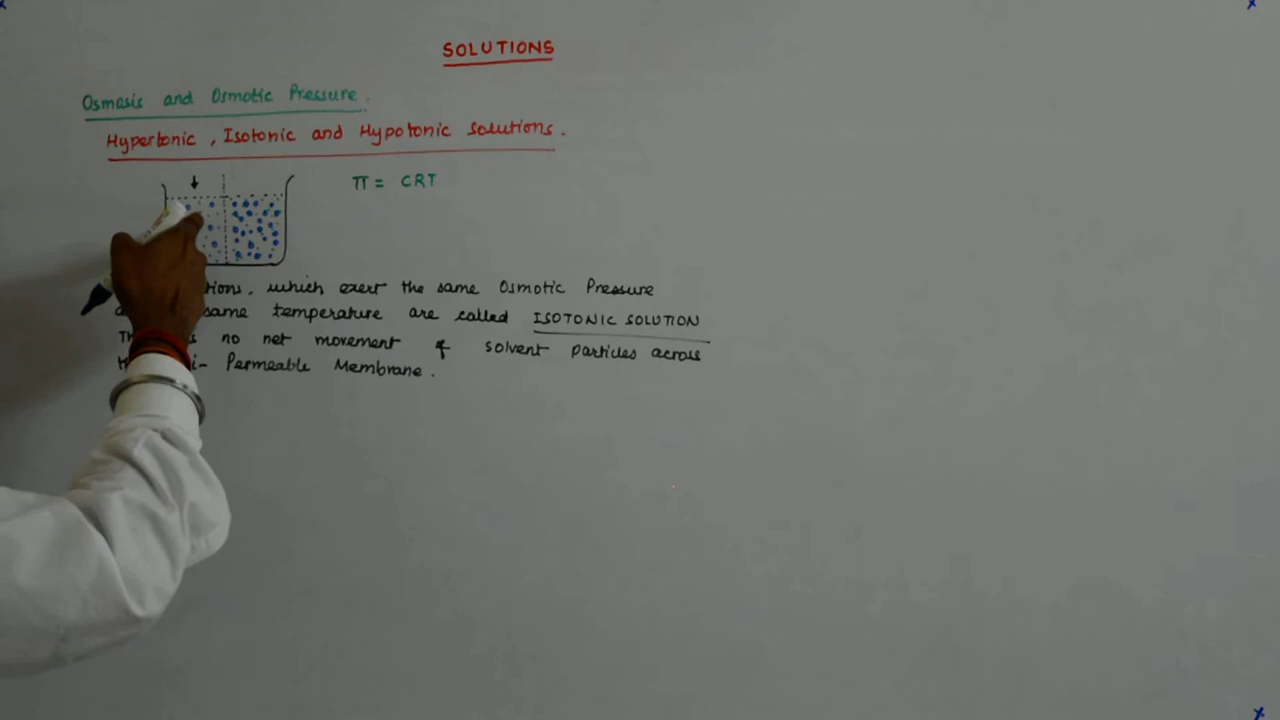 SOLUTIONS
Osmosis and Osmotic Pressure.
Hypertonic, Isotonic and Hypotonic Solutions.
π = CRT
which exert the same Osmotic Pressure
same temperature are called ISOTONIC SOLUTION
no net movement of solvent particles across
Permeable Membrane.